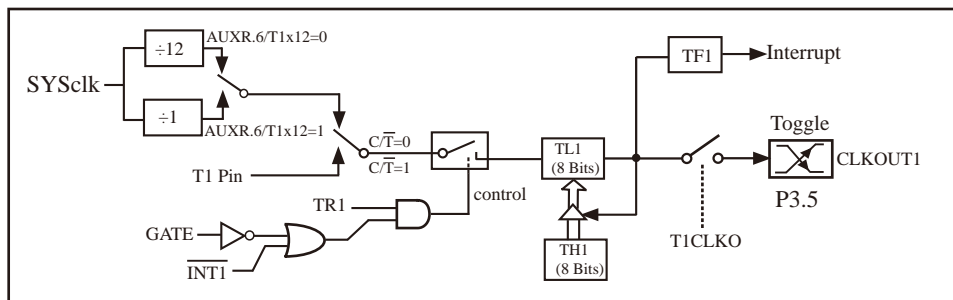 AUXR.6/T1x12=0
÷12
SYSclk
÷1
AUXR.6/T1x12=1
T1 Pin
C/T̅=0
C/T̅=1
TR1
GATE
I̅N̅T̅1̅
control
TL1
(8 Bits)
TH1
(8 Bits)
TF1
Interrupt
Toggle
CLKOUT1
P3.5
T1CLKO